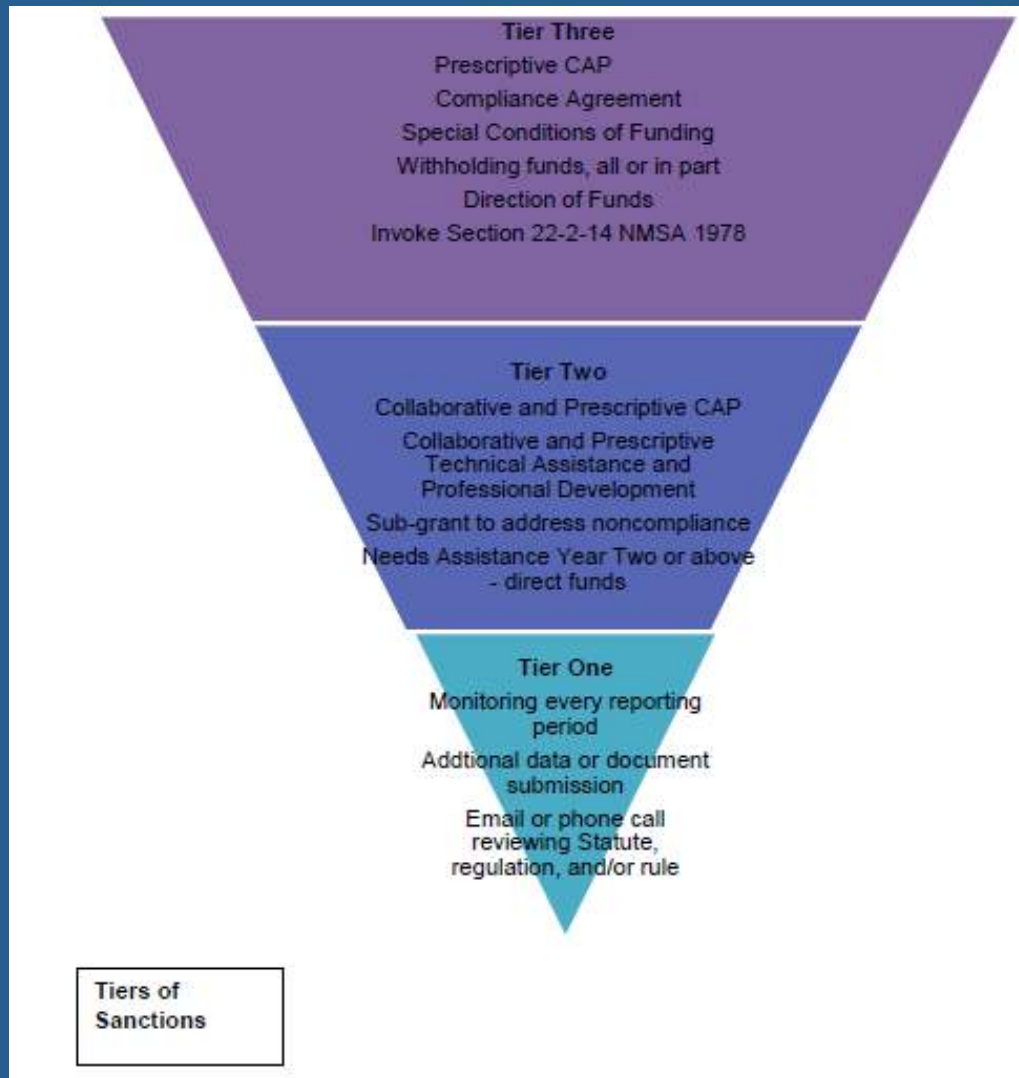 Tier Three
Prescriptive CAP
Compliance Agreement
Special Conditions of Funding
Withholding funds, all or in part
Direction of Funds
Invoke Section 22-2-14 NMSA 1978
Tier Two
Collaborative and Prescriptive CAP
Collaborative and Prescriptive
Technical Assistance and
Professional Development
Sub-grant to address noncompliance
Needs Assistance Year Two or above
- direct funds
Tier One
Monitoring every reporting
period
Addtional data or document
submission
Email or phone call
reviewing Statute,
regulation, and/or rule
Tiers of
Sanctions